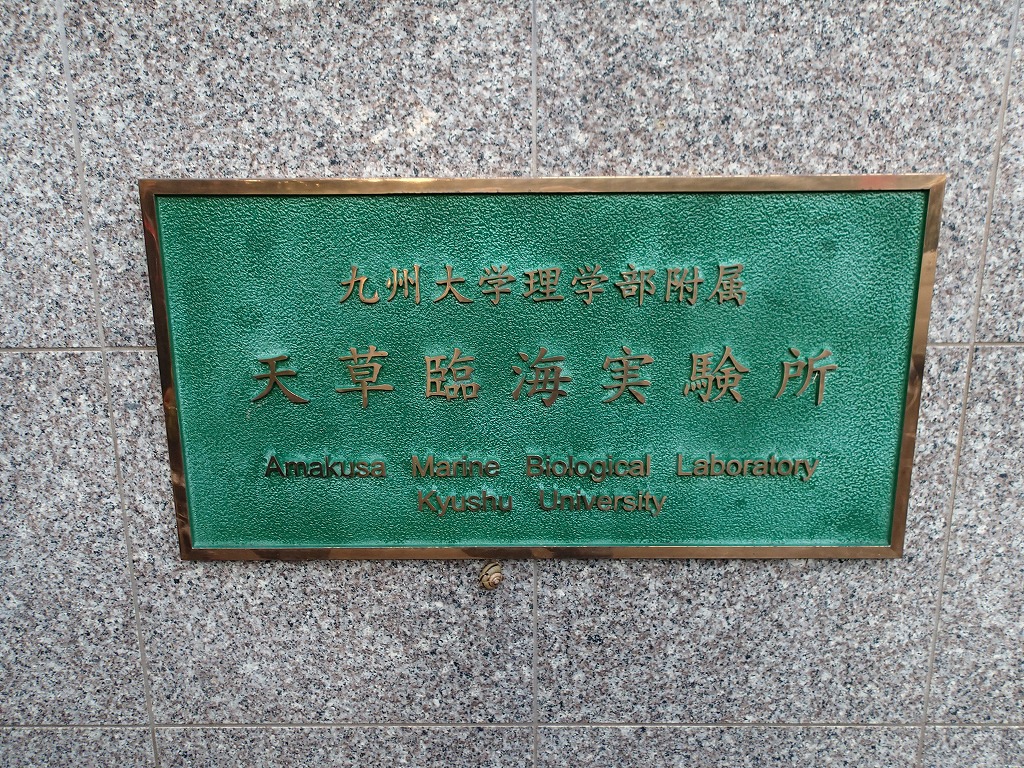 九州大学理学部附属
天草臨海実験所
Amakusa Marine Biological Laboratory
Kyushu University